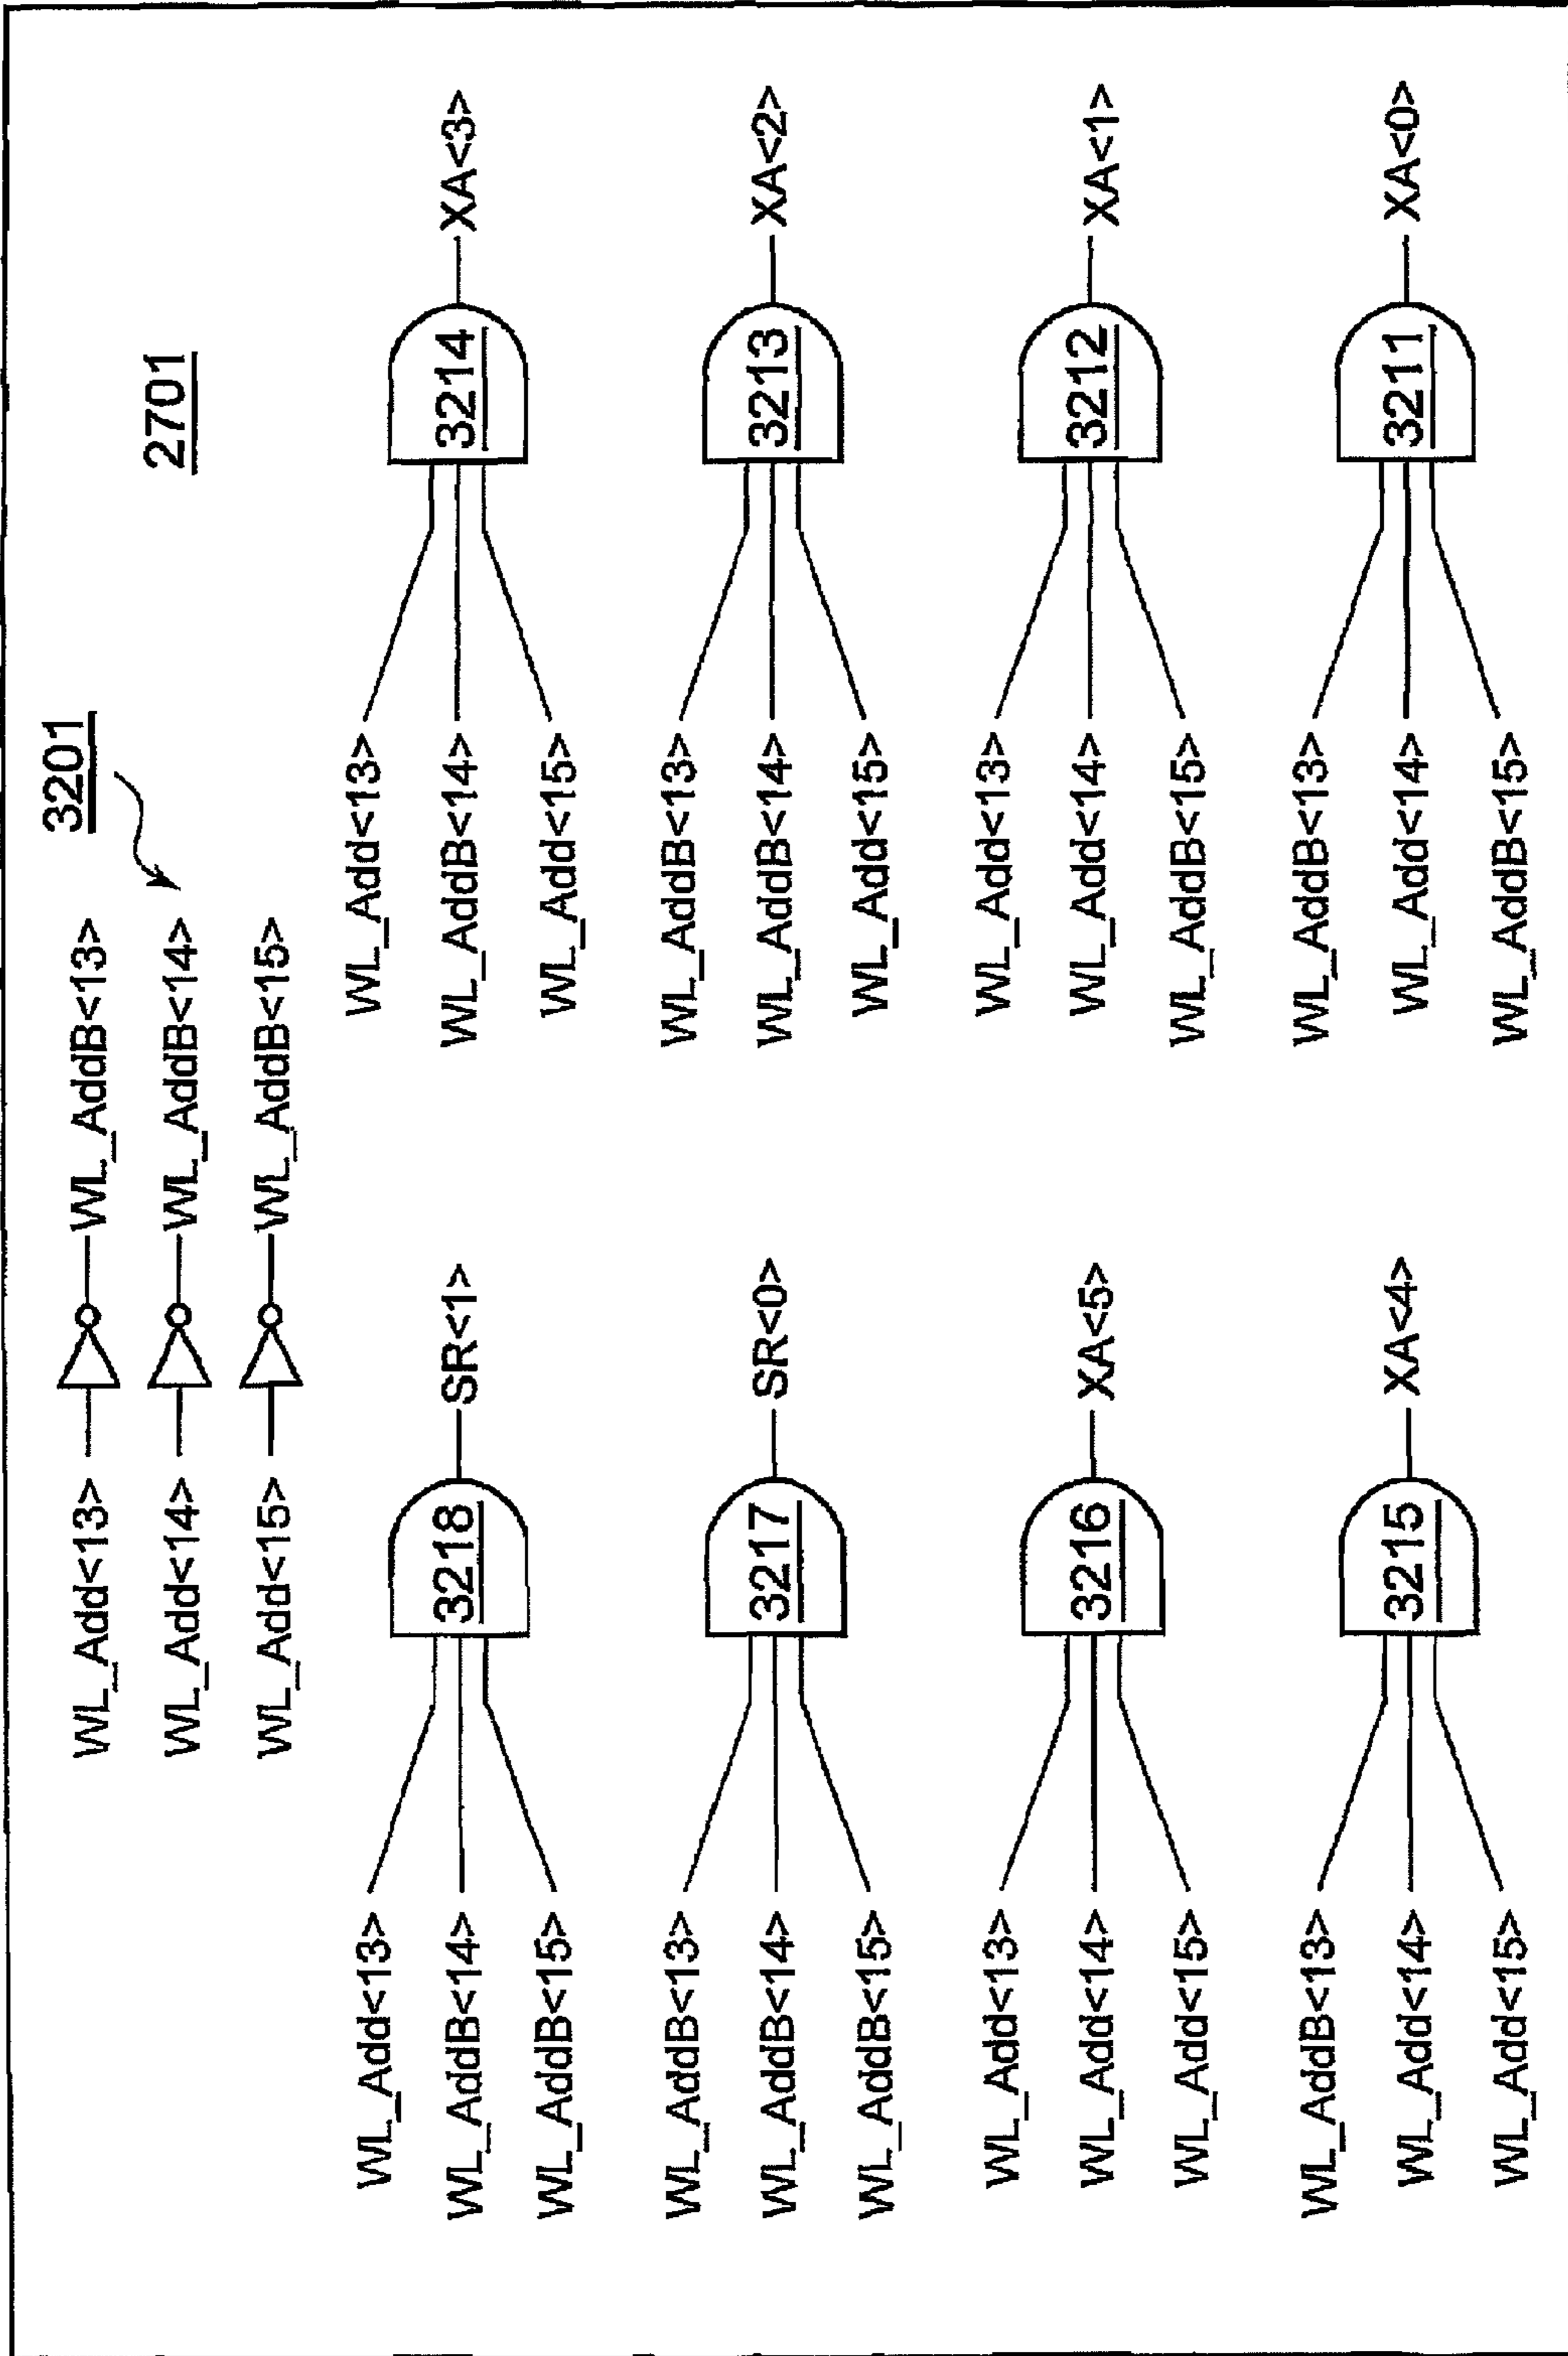 3201
2701
WL_Add<13>
WL_AddB<13>
WL_Add<14>
WL_AddB<14>
WL_Add<15>
WL_AddB<15>
WL_Add<13>
WL_AddB<14>
WL_AddB<15>
3218
SR<1>
WL_Add<13>
WL_AddB<14>
WL_Add<15>
3214
XA<3>
WL_AddB<13>
WL_AddB<14>
WL_AddB<15>
3217
SR<0>
WL_AddB<13>
WL_AddB<14>
WL_Add<15>
3213
XA<2>
WL_Add<13>
WL_Add<14>
WL_Add<15>
3216
XA<5>
WL_Add<13>
WL_Add<14>
WL_AddB<15>
3212
XA<1>
WL_AddB<13>
WL_Add<14>
WL_Add<15>
3215
XA<4>
WL_AddB<13>
WL_Add<14>
WL_AddB<15>
3211
XA<0>